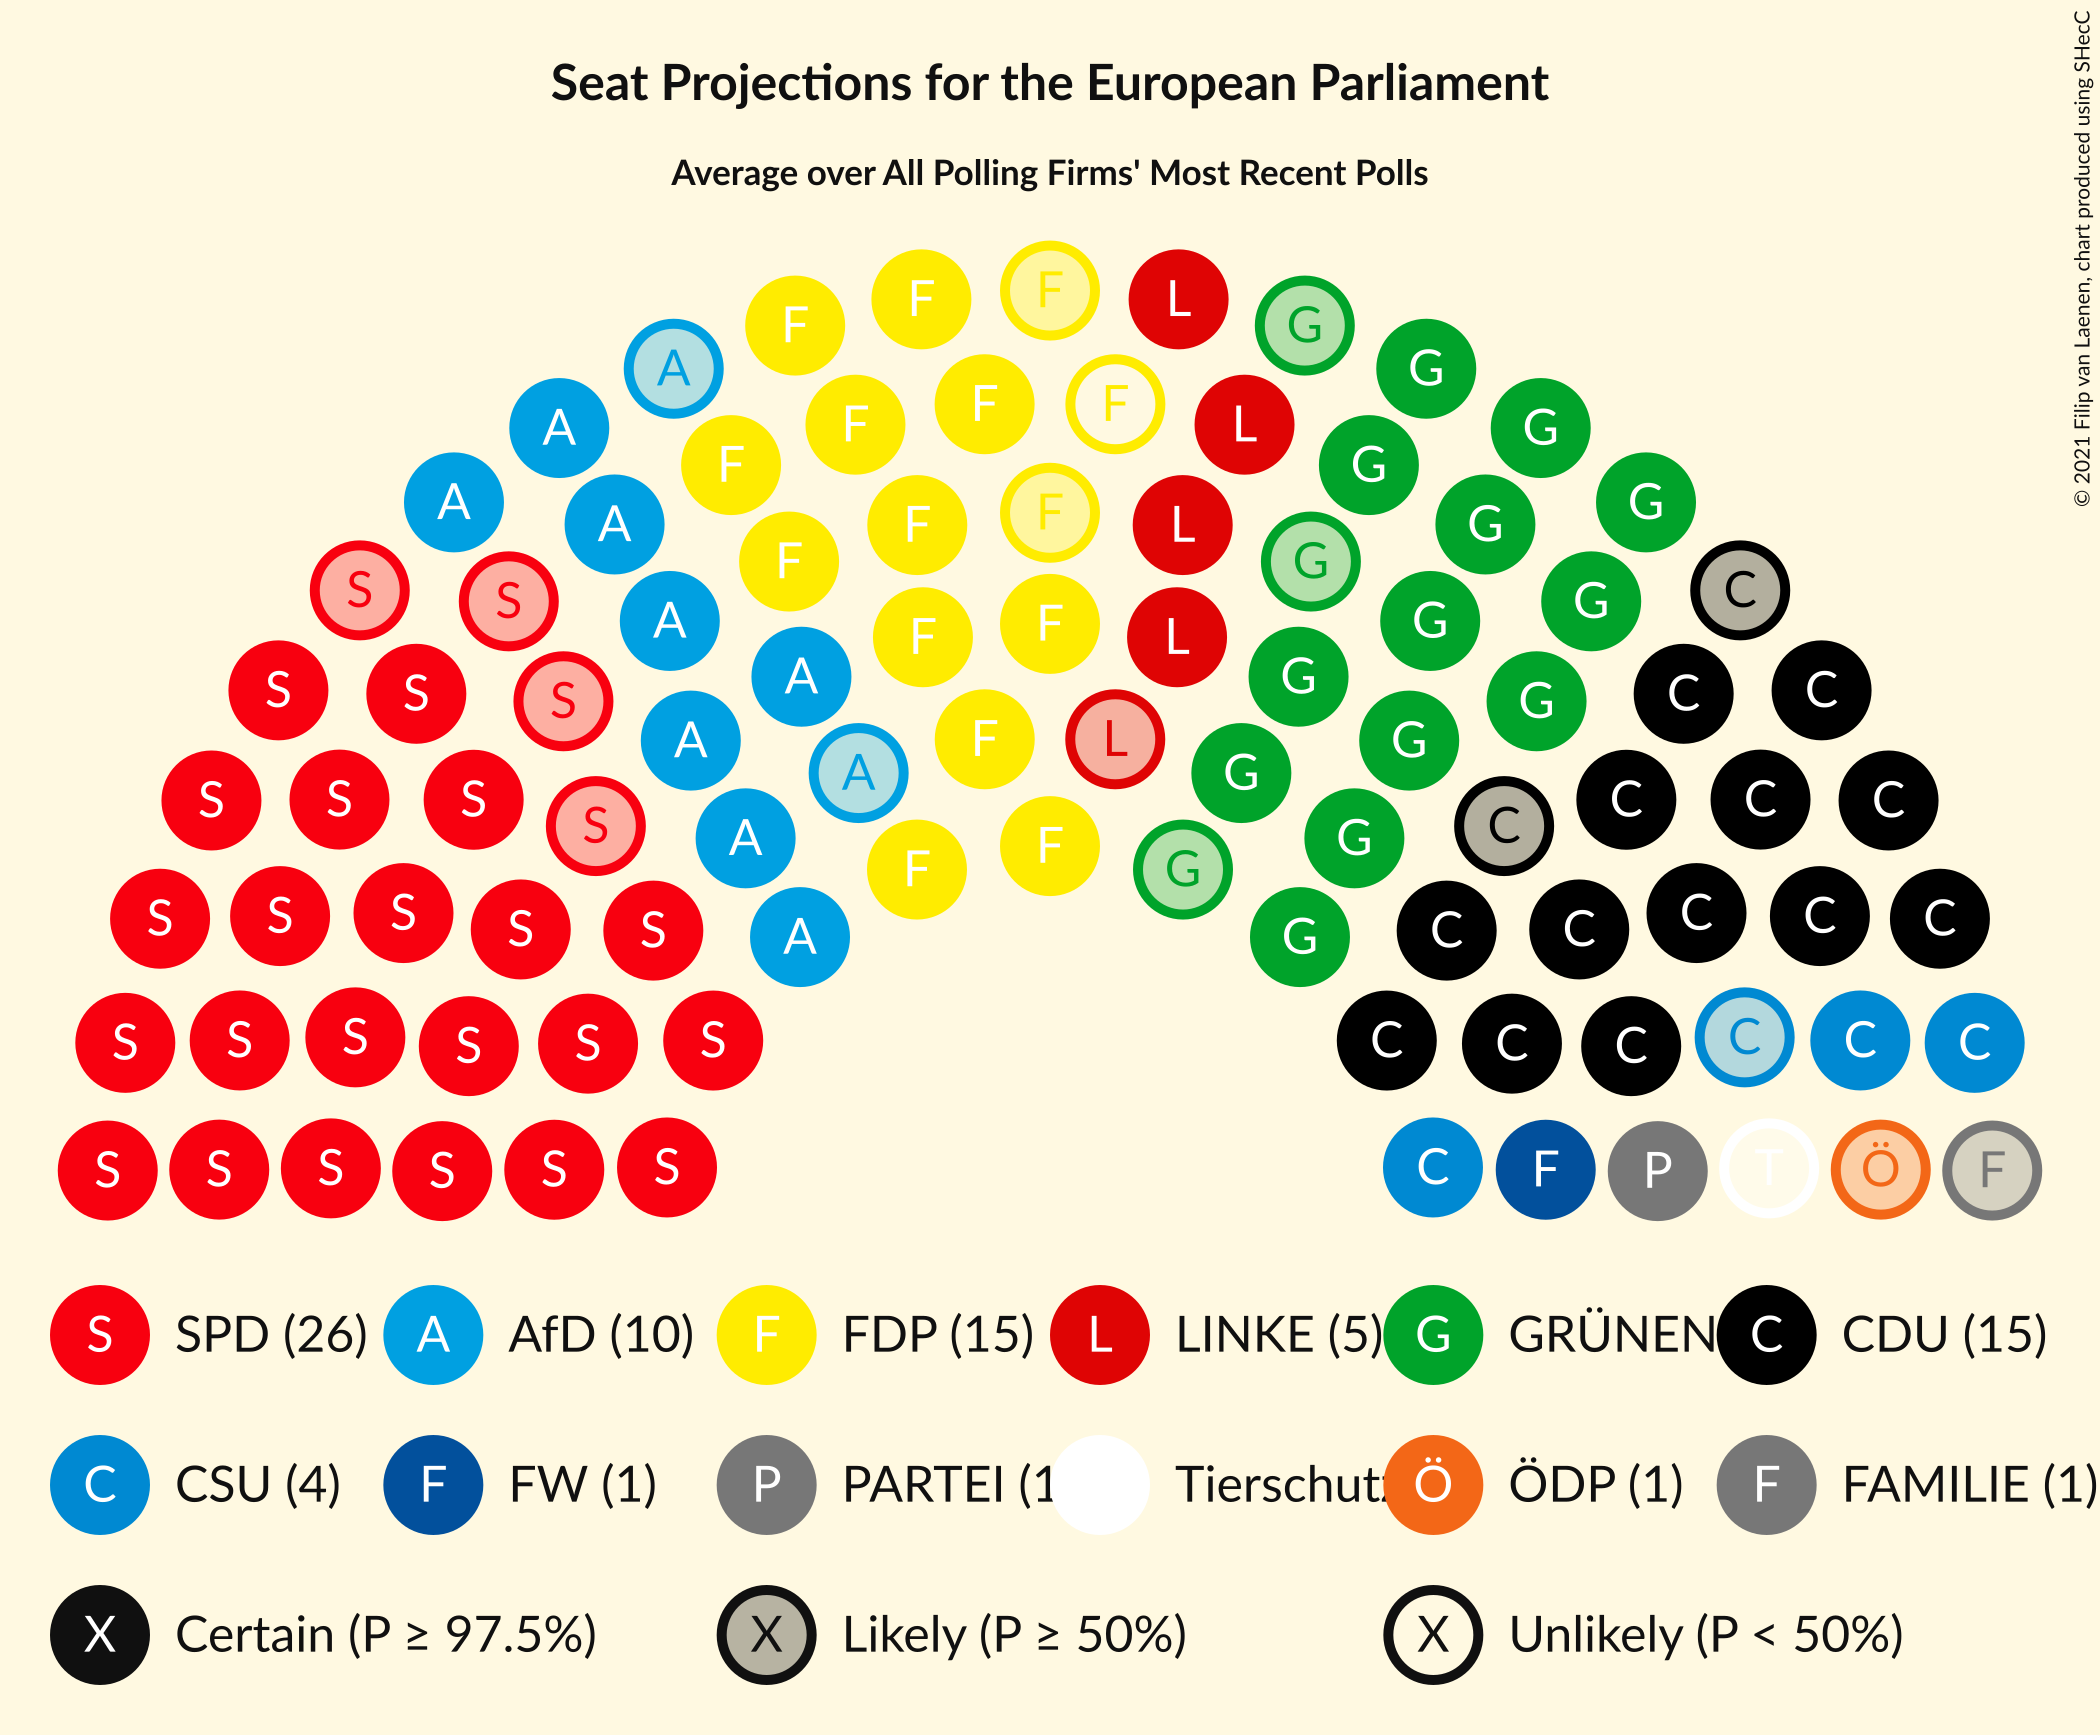 Seat Projections for the European Parliament
Average over All Polling Firms' Most Recent Polls
© 2021 Filip van Laenen, chart produced using SHecC
F
F F L
F G
A G
F F
A F L G
F G
A F F L G G
A F G
S S A F L G G C
A F L G
S S S A G G C C
A F L G
S S S A A G G C C C
S A F F G C
S S S S S A G C C C C C
S S S S S S C C C C C C
S S S S S S C F P T Ö F
S SPD (26) A AfD (10) F FDP (15) L LINKE (5) G GRÜNEN C CDU (15)
C CSU (4) F FW (1) P PARTEI (1 Tierschutz Ö ÖDP (1) F FAMILIE (1)
X Certain (P ≥ 97.5%) X Likely (P ≥ 50%) X Unlikely (P < 50%)